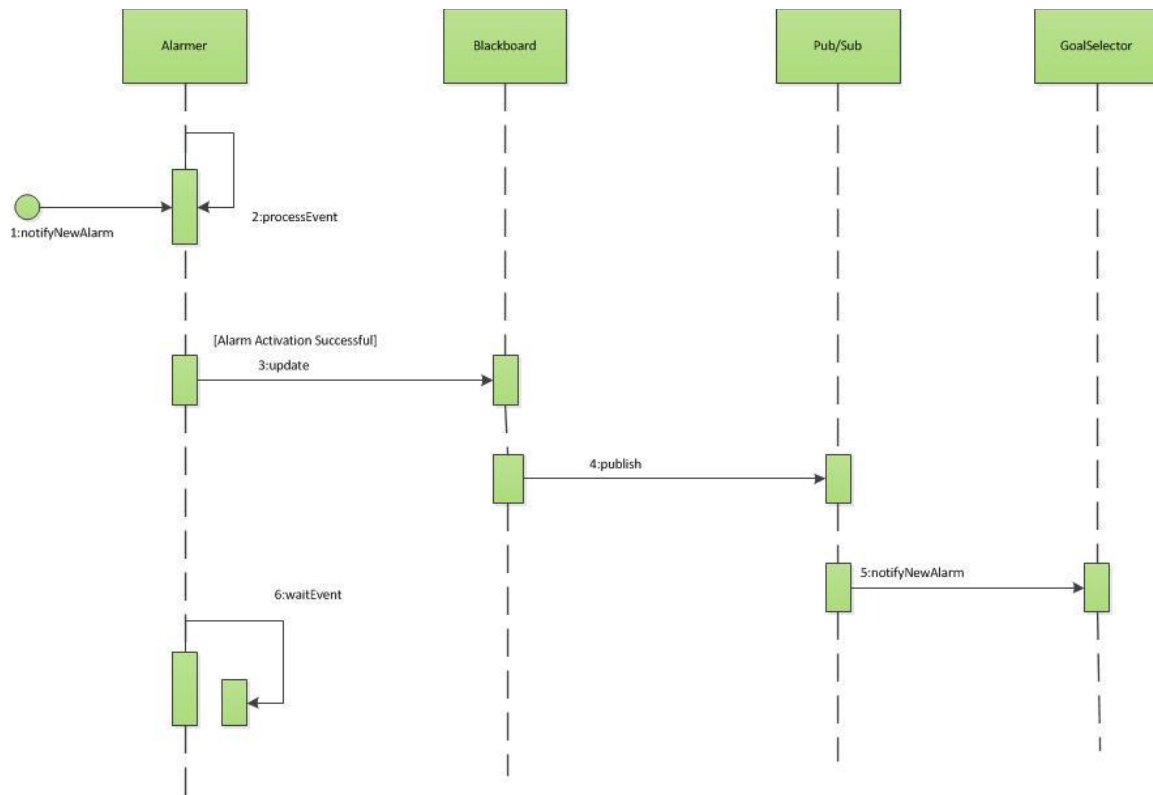 Alarmer
Blackboard
Pub/Sub
GoalSelector
2:processEvent
1:notifyNewAlarm
[Alarm Activation Successful]
3:update
4:publish
5:notifyNewAlarm
6:waitEvent